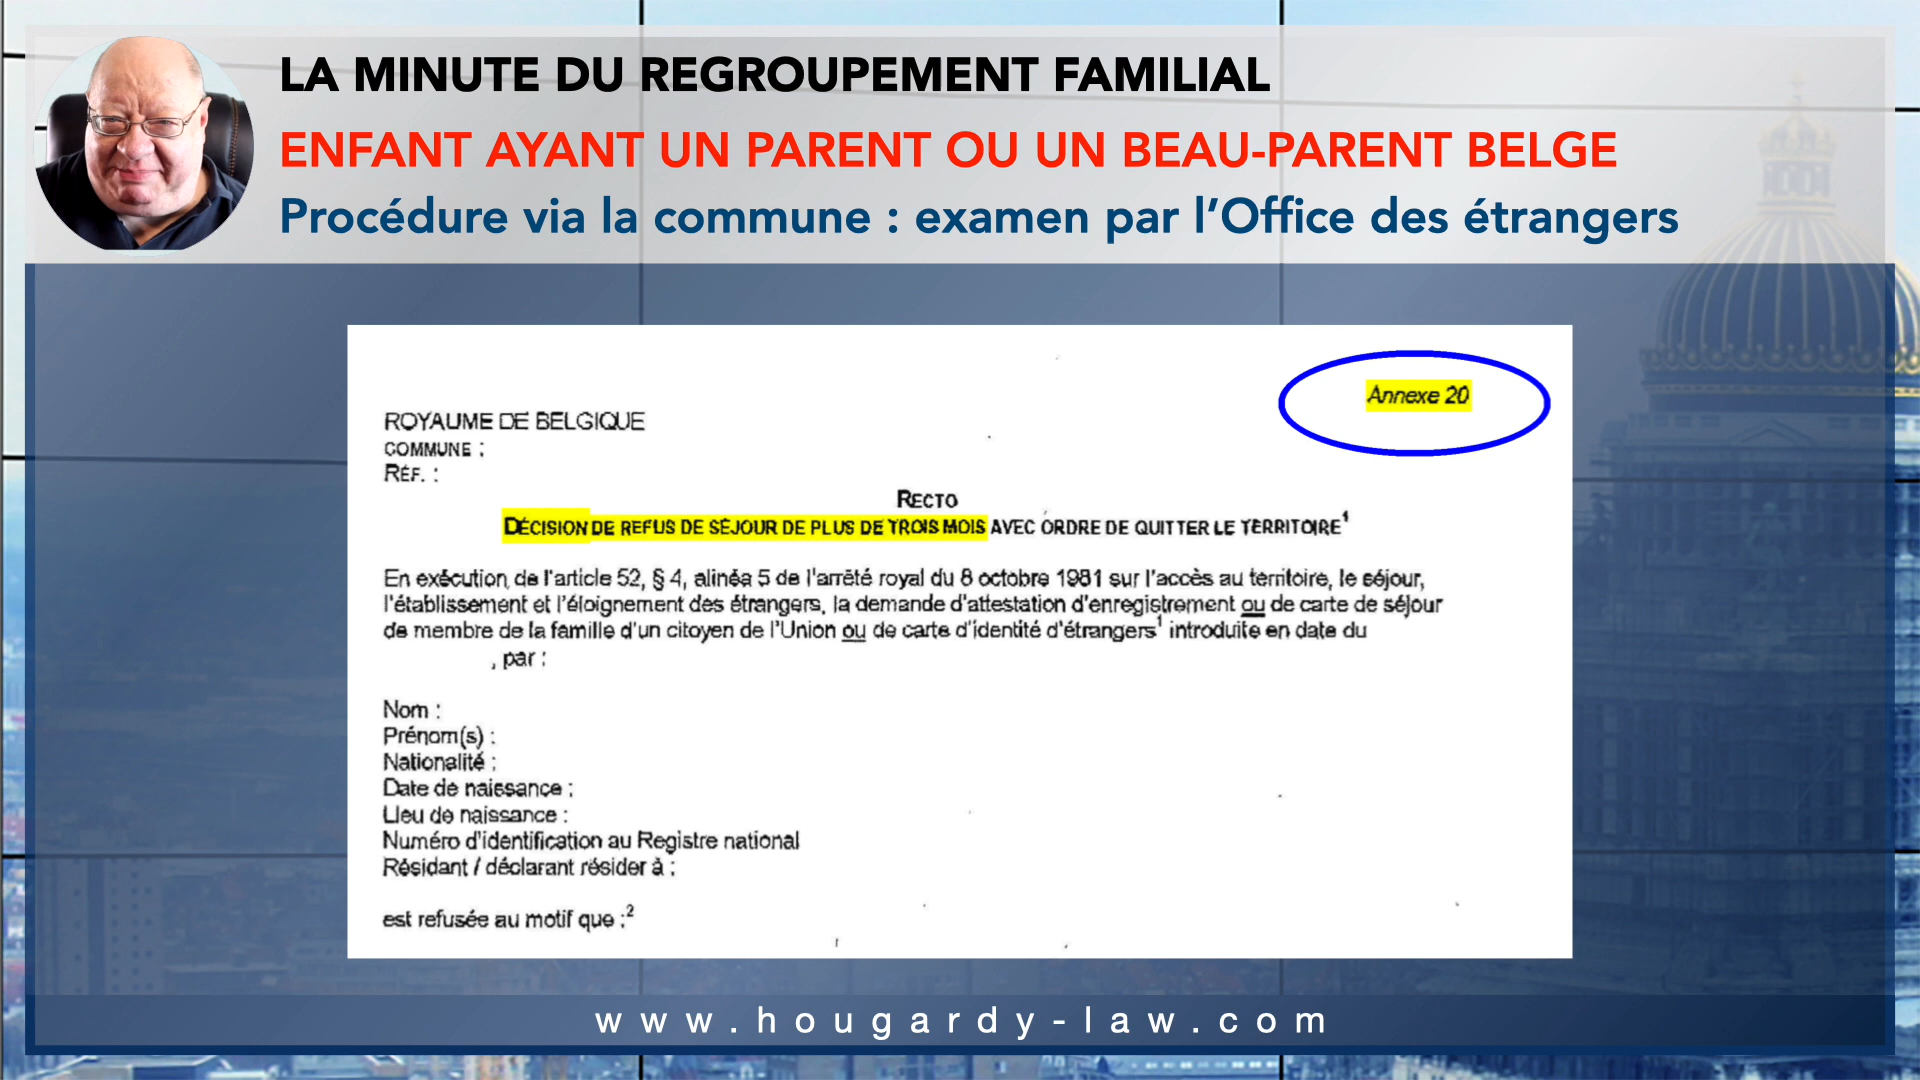 LA MINUTE DU REGROUPEMENT FAMILIAL
ENFANT AYANT UN PARENT OU UN BEAU-PARENT BELGE
Procédure via la commune : examen par l’Office des étrangers
Annexe 20
ROYAUME DE BELGIQUE
COMMUNE :
RÉF. :
RECTO
DÉCISION DE REFUS DE SÉJOUR DE PLUS DE TROIS MOIS AVEC ORDRE DE QUITTER LE TERRITOIRE¹
En exécution de l'article 52, § 4, alinéa 5 de l'arrêté royal du 8 octobre 1981 sur l'accès au territoire, le séjour,
l'établissement et l'éloignement des étrangers, la demande d'attestation d'enregistrement ou de carte de séjour
de membre de la famille d'un citoyen de l'Union ou de carte d'identité d'étrangers¹ introduite en date du
, par :
Nom :
Prénom(s) :
Nationalité :
Date de naissance :
Lieu de naissance :
Numéro d'identification au Registre national
Résidant / déclarant résider à :
est refusée au motif que :²
www.hougardy-law.com